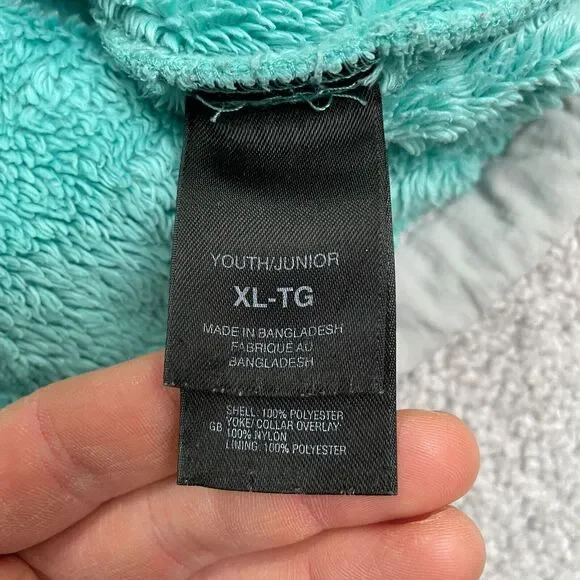 YOUTH/JUNIOR
XL-TG
MADE IN BANGLADESH
FABRIQUE AU
BANGLADESH
SHELL: 100% POLYESTER
YOKE/ COLLAR OVERLAY
GB 100% NYLON
LINING: 100% POLYESTER